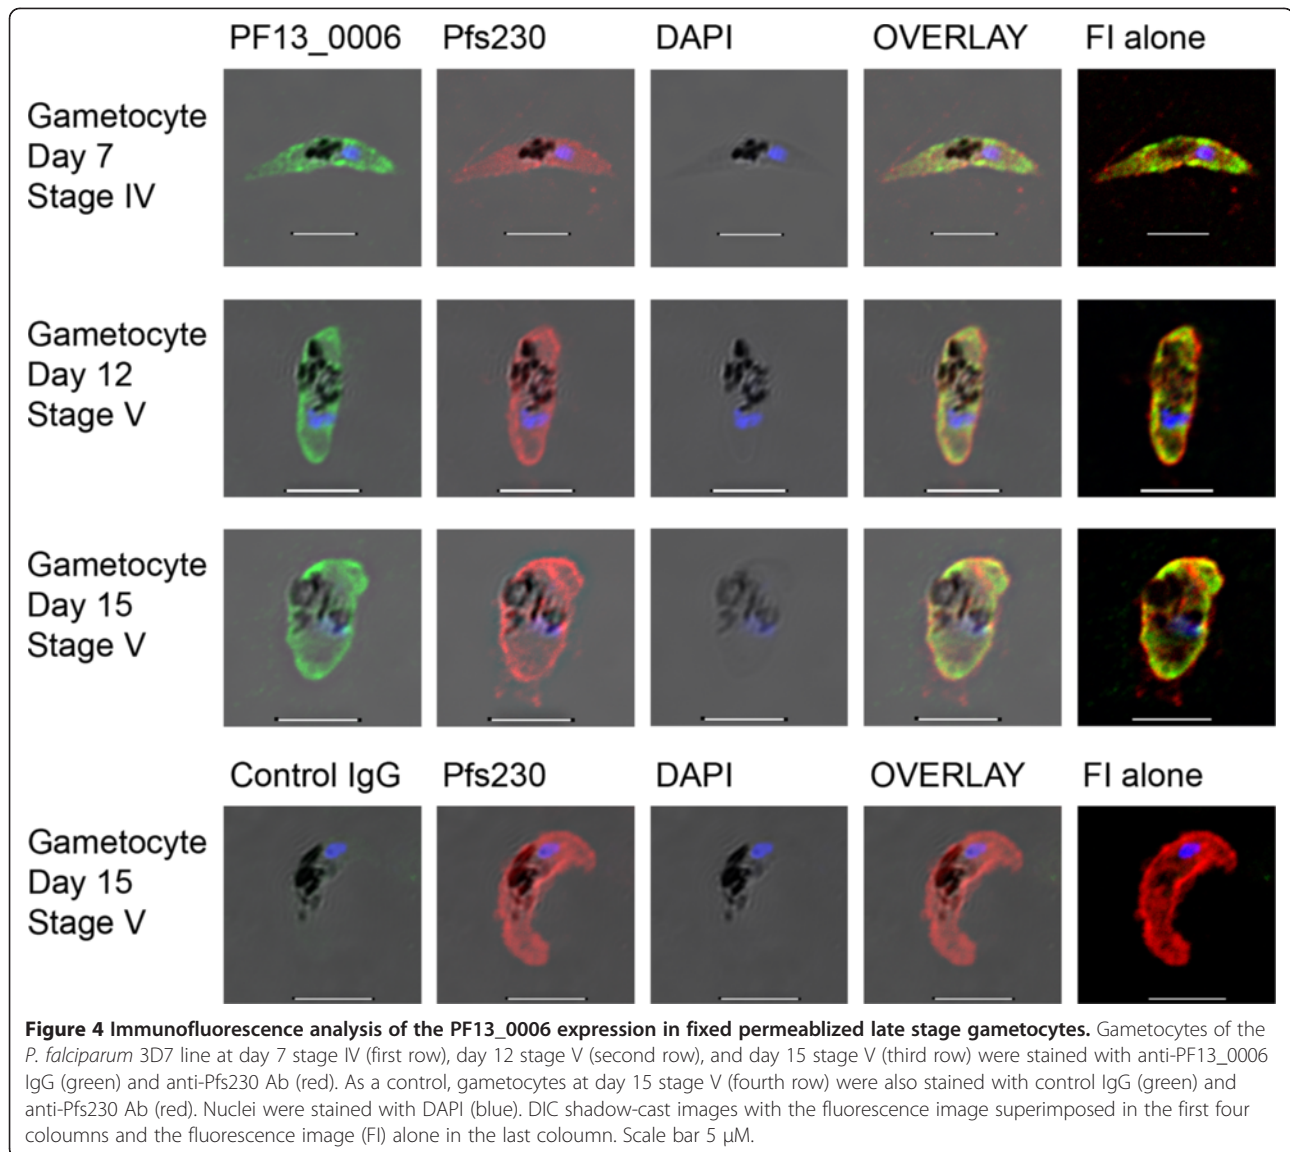 PF13_0006 Pfs230 DAPI OVERLAY FI alone
Gametocyte
Day 7
Stage IV
Gametocyte
Day 12
Stage V
Gametocyte
Day 15
Stage V
Control IgG Pfs230 DAPI OVERLAY FI alone
Gametocyte
Day 15
Stage V
Figure 4 Immunofluorescence analysis of the PF13_0006 expression in fixed permeablized late stage gametocytes. Gametocytes of the
P. falciparum 3D7 line at day 7 stage IV (first row), day 12 stage V (second row), and day 15 stage V (third row) were stained with anti-PF13_0006
IgG (green) and anti-Pfs230 Ab (red). As a control, gametocytes at day 15 stage V (fourth row) were also stained with control IgG (green) and
anti-Pfs230 Ab (red). Nuclei were stained with DAPI (blue). DIC shadow-cast images with the fluorescence image superimposed in the first four
coloumns and the fluorescence image (FI) alone in the last coloumn. Scale bar 5 μM.